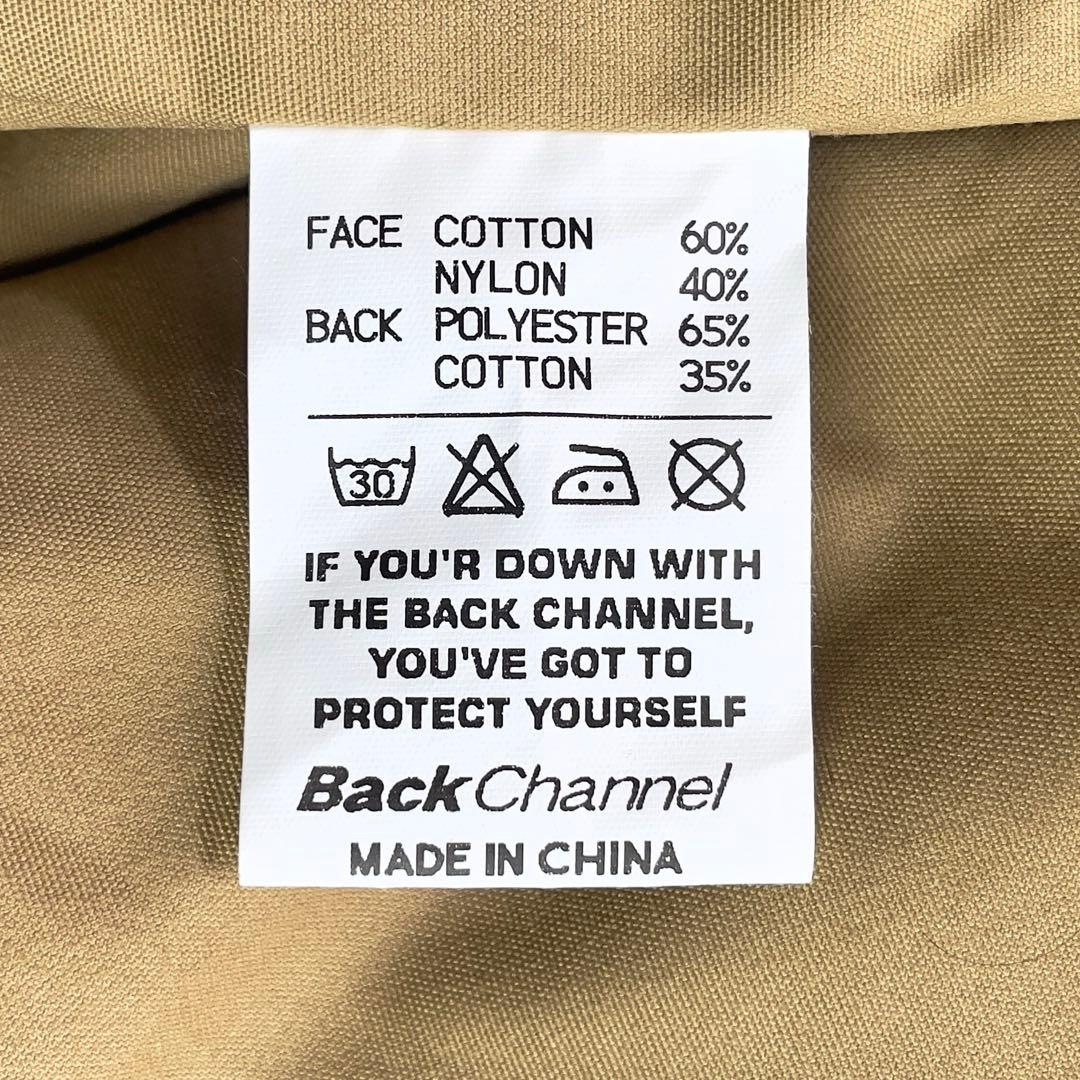 FACE COTTON 60%
NYLON 40%
BACK POLYESTER 65%
COTTON 35%
30
IF YOU'R DOWN WITH
THE BACK CHANNEL,
YOU'VE GOT TO
PROTECT YOURSELF
BackChannel
MADE IN CHINA